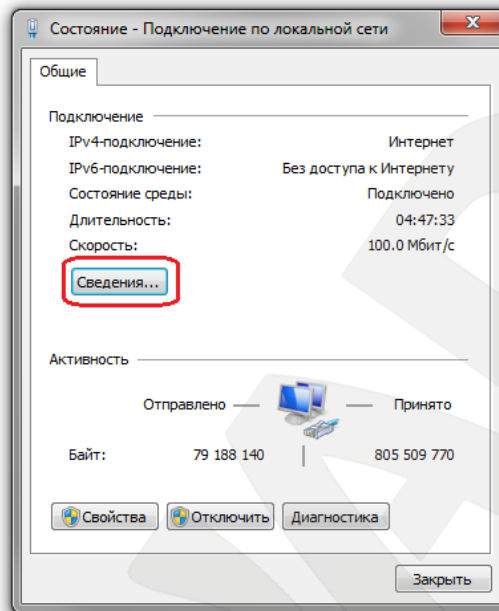 Состояние - Подключение по локальной сети
Общие
Подключение
IPv4-подключение: Интернет
IPv6-подключение: Без доступа к Интернету
Состояние среды: Подключено
Длительность: 04:47:33
Скорость: 100.0 Мбит/с
Сведения...
Активность
Отправлено — — Принято
Байт: 79 188 140 | 805 509 770
Свойства Отключить Диагностика
Закрыть